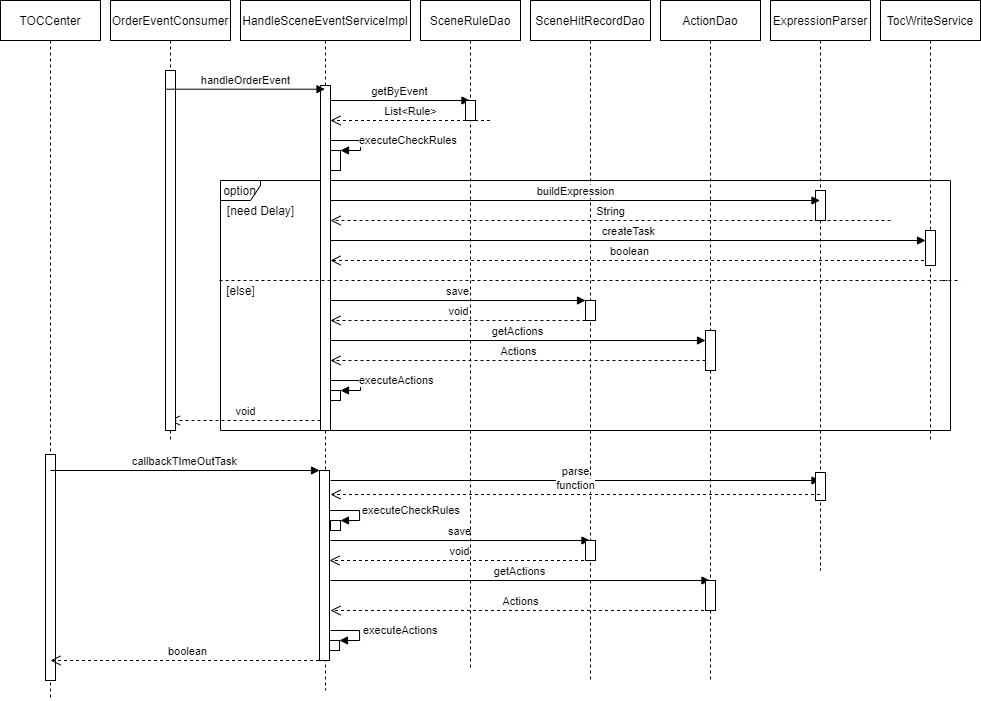 TOCCenter
OrderEventConsumer
HandleSceneEventServiceImpl
SceneRuleDao
SceneHitRecordDao
ActionDao
ExpressionParser
TocWriteService
handleOrderEvent
getByEvent
List<Rule>
executeCheckRules
option
buildExpression
[need Delay]
String
createTask
boolean
[else]
save
void
getActions
Actions
executeActions
void
callbackTImeOutTask
parse
function
executeCheckRules
save
void
getActions
Actions
executeActions
boolean